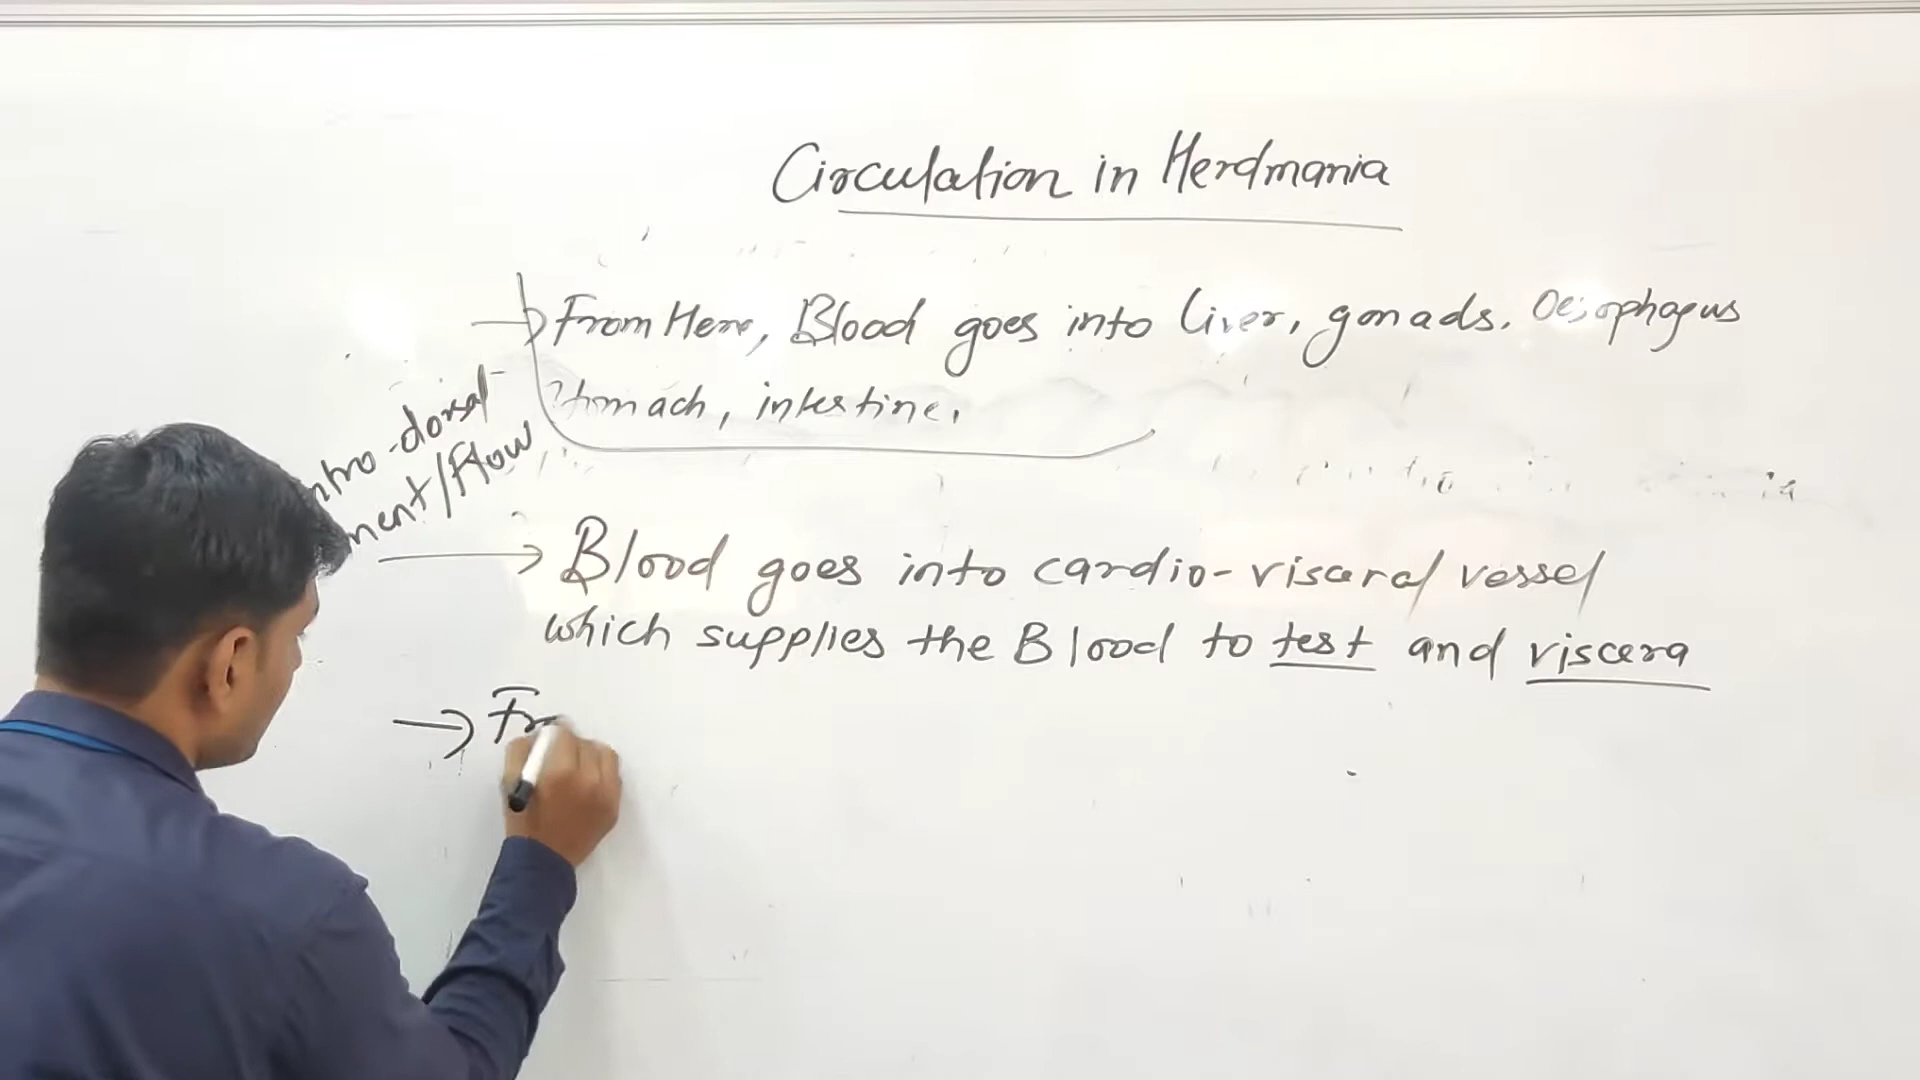 Circulation in Herdmania
From Here, Blood goes into liver, gonads, Oesophagus
Stomach, intestine.
ntro-dorsal
ment/Flow
Blood goes into cardio-visceral vessel
which supplies the Blood to test and viscera
Fr